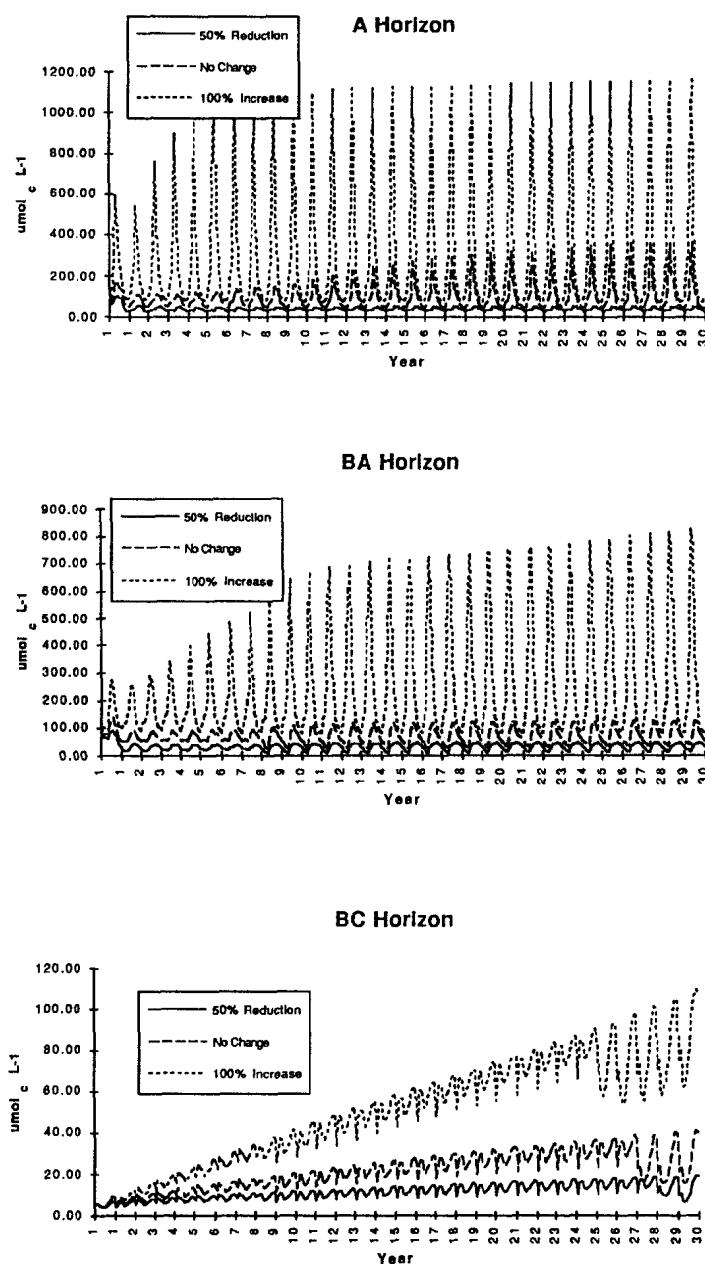 A Horizon
50% Reduction
No Change
100% Increase
1200.00
1000.00
800.00
600.00
400.00
200.00
0.00
umol c L-1
1 1 2 3 4 5 6 7 8 9 10 11 12 13 14 15 16 17 18 19 20 21 22 23 24 25 26 27 28 29 30
Year
BA Horizon
50% Reduction
No Change
100% Increase
900.00
800.00
700.00
600.00
500.00
400.00
300.00
200.00
100.00
0.00
umol c L-1
1 1 2 3 4 5 6 7 8 9 10 11 12 13 14 15 16 17 18 19 20 21 22 23 24 25 26 27 28 29 30
Year
BC Horizon
50% Reduction
No Change
100% Increase
120.00
100.00
80.00
60.00
40.00
20.00
0.00
umol c L-1
1 1 2 3 4 5 6 7 8 9 10 11 12 13 14 15 16 17 18 19 20 21 22 23 24 25 26 27 28 29 30
Year